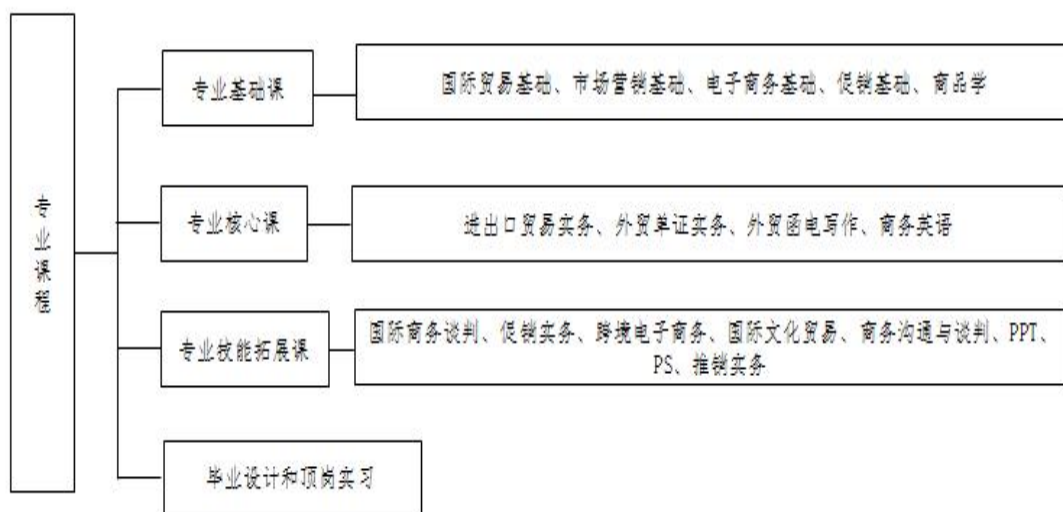 专业课程
专业基础课
国际贸易基础、市场营销基础、电子商务基础、促销基础、商品学
专业核心课
进出口贸易实务、外贸单证实务、外贸函电写作、商务英语
专业技能拓展课
国际商务谈判、促销实务、跨境电子商务、国际文化贸易、商务沟通与谈判、PPT、
PS、推销实务
毕业设计和顶岗实习